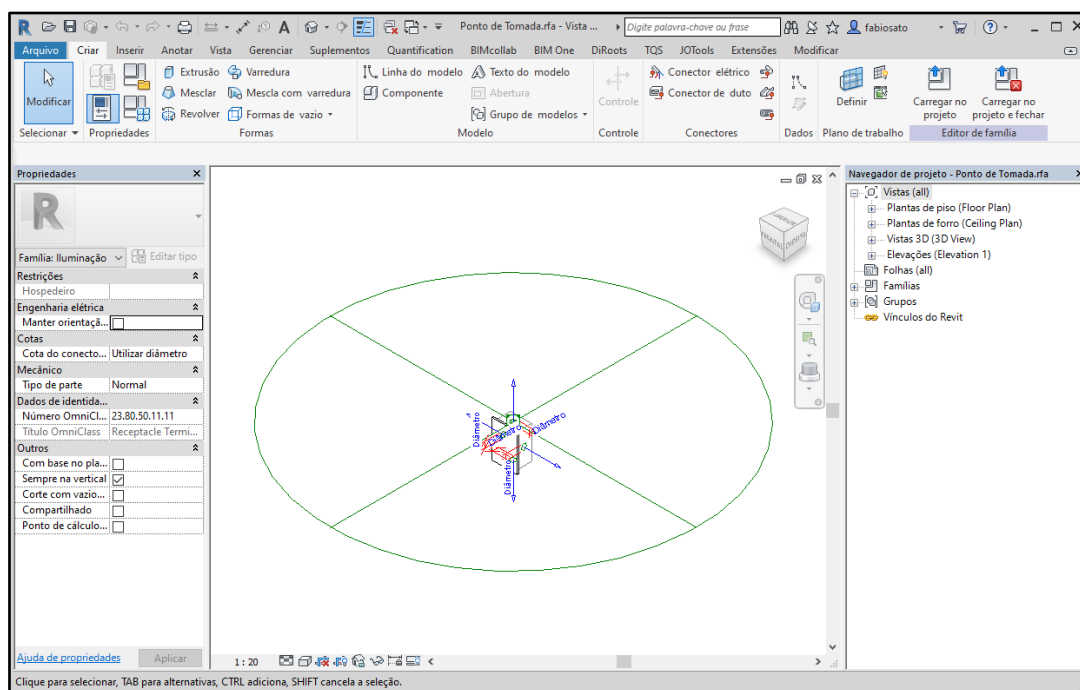 Ponto de Tomada.rfa - Vista ...
Digite palavra-chave ou frase
fabiosato
Arquivo Criar Inserir Anotar Vista Gerenciar Suplementos Quantification BIMcollab BIM One DiRoots TQS JOTools Extensões Modificar
Modificar
Selecionar
Propriedades
Extrusão
Varredura
Mesclar
Mescla com varredura
Revolver
Formas de vazio
Formas
Linha do modelo
Texto do modelo
Componente
Abertura
Grupo de modelos
Modelo
Controle
Controle
Conector elétrico
Conector de duto
Conectores
Dados
Definir
Plano de trabalho
Carregar no
projeto
Carregar no
projeto e fechar
Editor de família
Propriedades
R
Família: Iluminação
Editar tipo
Restrições
Hospedeiro
Engenharia elétrica
Manter orientaçã...
Cotas
Cota do conecto... Utilizar diâmetro
Mecânico
Tipo de parte Normal
Dados de identida...
Número OmniCl... 23.80.50.11.11
Título OmniClass Receptacle Termi...
Outros
Com base no pla...
Sempre na vertical
Corte com vazio...
Compartilhado
Ponto de cálculo...
Ajuda de propriedades
Aplicar
SUPERIOR
FRONTAL
DIREITA
Diâmetro
Diâmetro
Diâmetro
Diâmetro
1 : 20
Navegador de projeto - Ponto de Tomada.rfa
Vistas (all)
Plantas de piso (Floor Plan)
Plantas de forro (Ceiling Plan)
Vistas 3D (3D View)
Elevações (Elevation 1)
Folhas (all)
Famílias
Grupos
Vínculos do Revit
Clique para selecionar, TAB para alternativas, CTRL adiciona, SHIFT cancela a seleção.